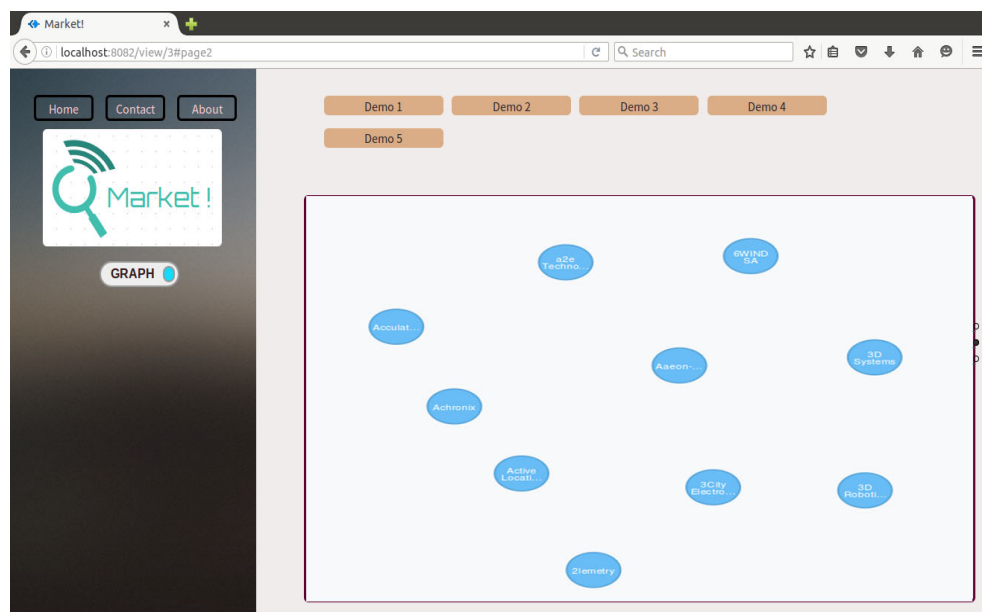 Market!
localhost:8082/view/3#page2
Search
Home
Contact
About
Market !
GRAPH
Demo 1
Demo 2
Demo 3
Demo 4
Demo 5
a2e
Techno...
6WIND
SA
Acculat...
Aaeon-...
3D
Systems
Achronix
Active
Locati...
3City
Electro...
3D
Roboti...
2lemetry